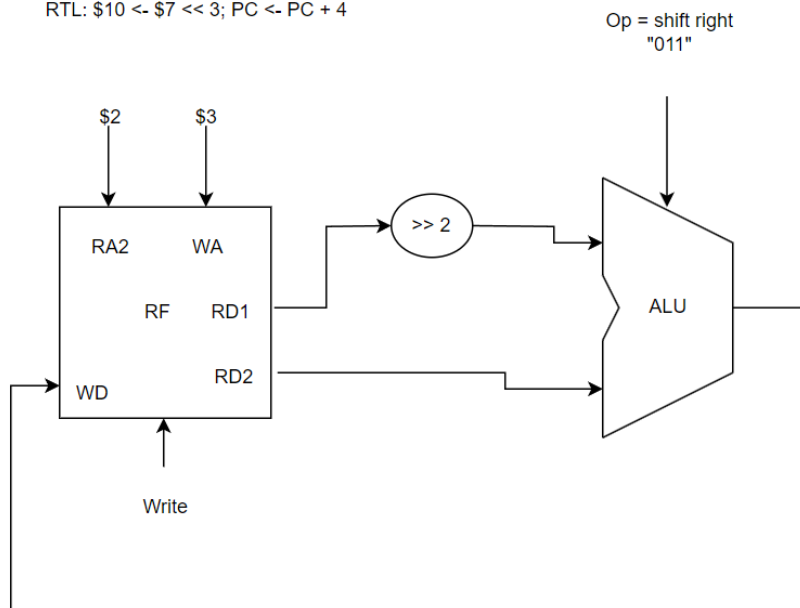 RTL: $10 <- $7 << 3; PC <- PC + 4
Op = shift right
"011"
$2
$3
>> 2
RA2
WA
RF
RD1
ALU
RD2
WD
Write